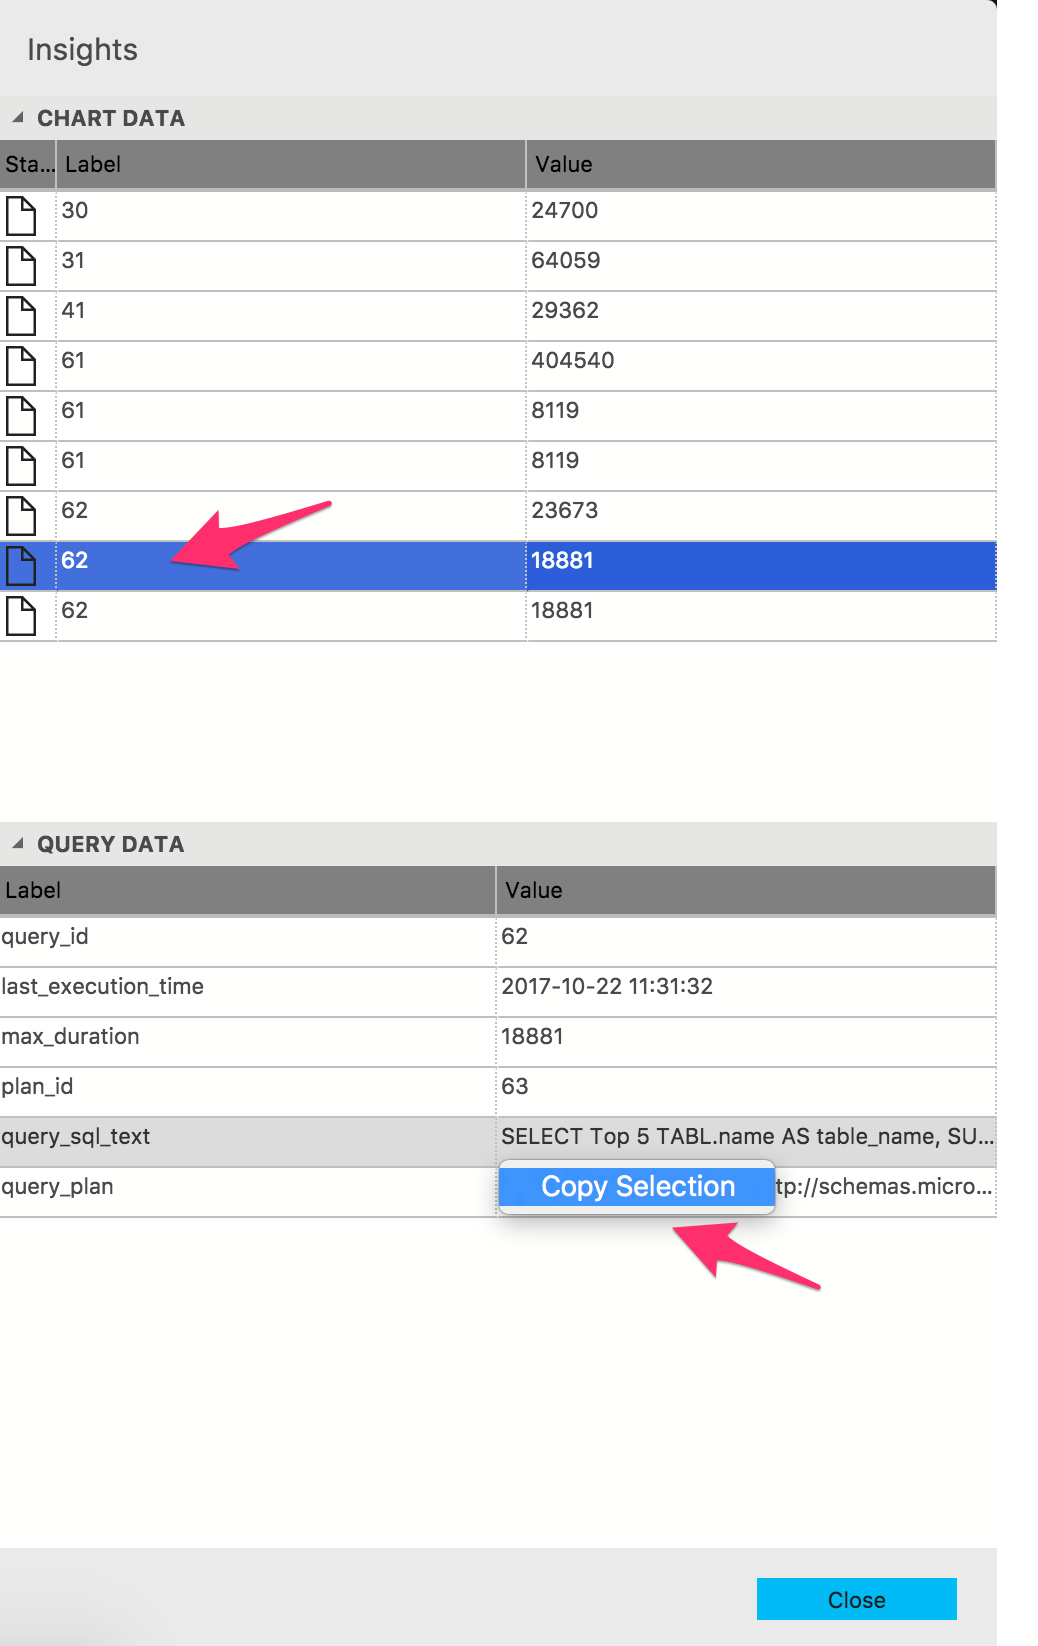 Insights
CHART DATA
Sta... Label Value
30 24700
31 64059
41 29362
61 404540
61 8119
61 8119
62 23673
62 18881
62 18881
QUERY DATA
Label Value
query_id 62
last_execution_time 2017-10-22 11:31:32
max_duration 18881
plan_id 63
query_sql_text SELECT Top 5 TABL.name AS table_name, SU...
query_plan Copy Selection tp://schemas.micro...
Close